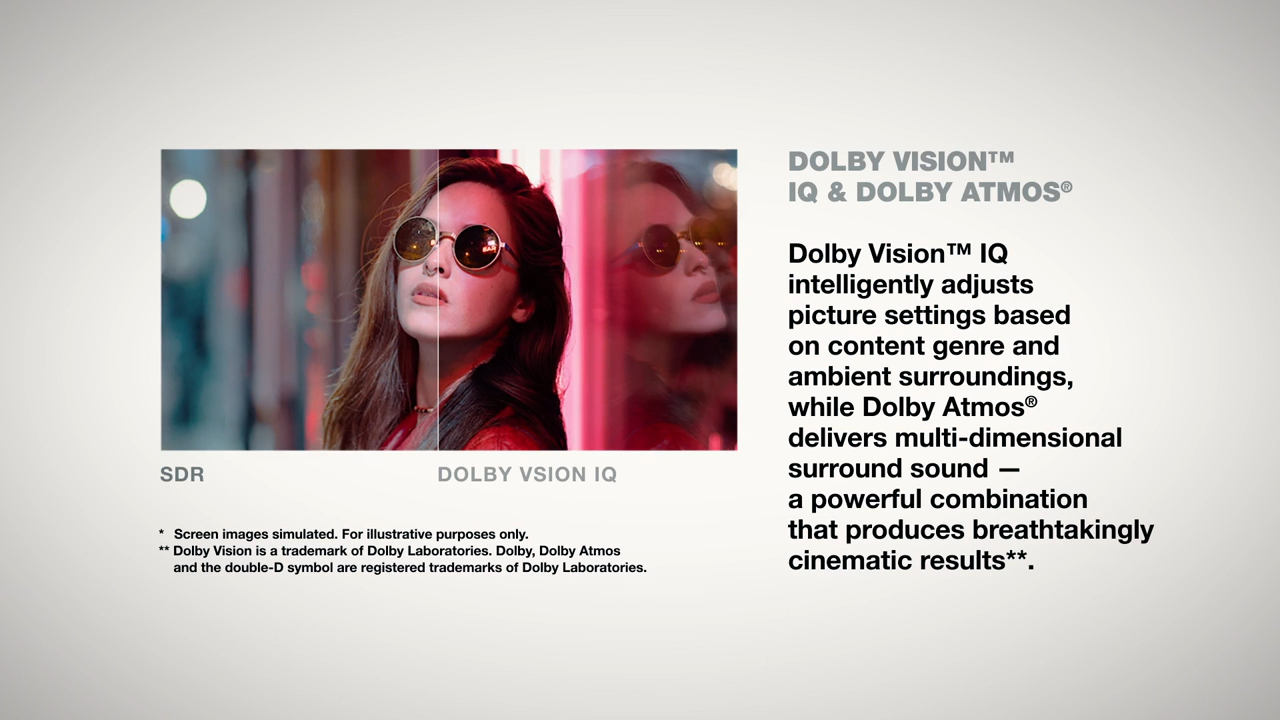 DOLBY VISION™
IQ & DOLBY ATMOS®
Dolby Vision™ IQ
intelligently adjusts
picture settings based
on content genre and
ambient surroundings,
while Dolby Atmos®
delivers multi-dimensional
surround sound —
a powerful combination
that produces breathtakingly
cinematic results**.
SDR
DOLBY VSION IQ
* Screen images simulated. For illustrative purposes only.
** Dolby Vision is a trademark of Dolby Laboratories. Dolby, Dolby Atmos
and the double-D symbol are registered trademarks of Dolby Laboratories.